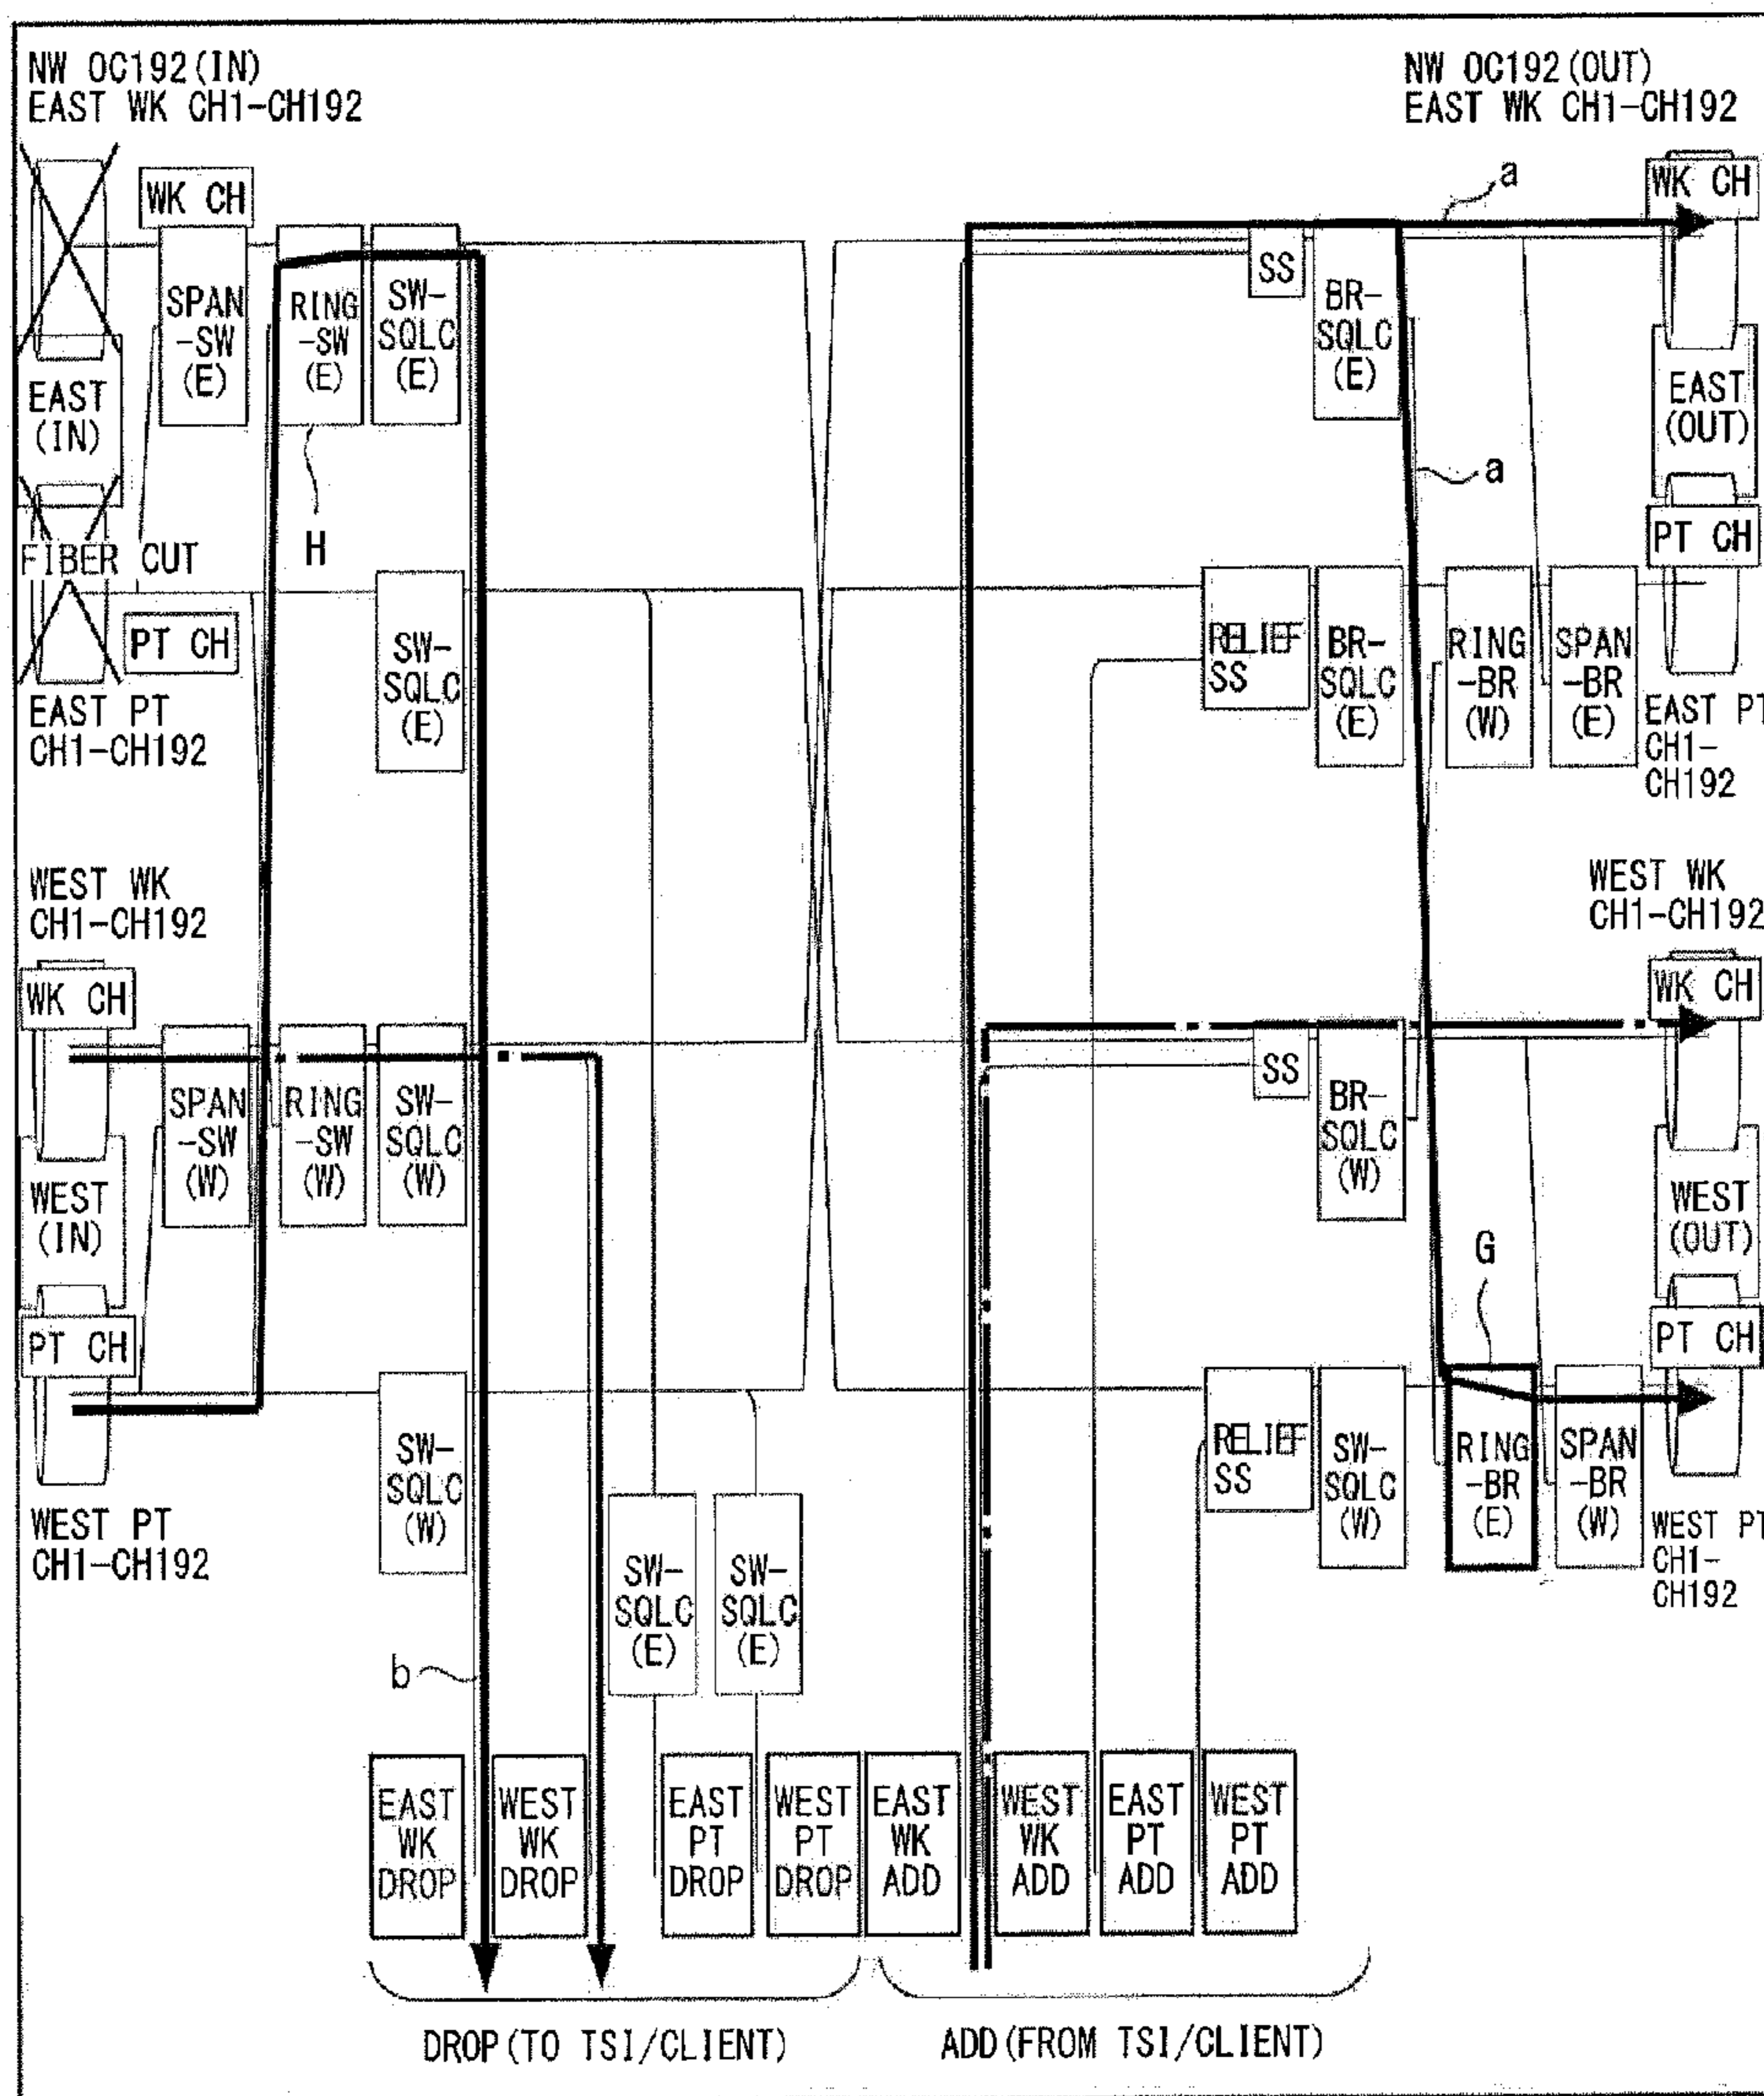 NW OC192(IN)
EAST WK CH1-CH192
NW OC192(OUT)
EAST WK CH1-CH192
WK CH
SPAN
-SW
(E)
RING
-SW
(E)
SW-
SQLC
(E)
EAST
(IN)
H
FIBER CUT
PT CH
SW-
SQLC
(E)
EAST PT
CH1-CH192
a
WK CH
SS
BR-
SQLC
(E)
EAST
(OUT)
a
PT CH
RELIEF
SS
BR-
SQLC
(E)
RING
-BR
(W)
SPAN
-BR
(E)
EAST PT
CH1-
CH192
WEST WK
CH1-CH192
WK CH
SPAN
-SW
(W)
RING
-SW
(W)
SW-
SQLC
(W)
WEST
(IN)
PT CH
SW-
SQLC
(W)
WEST PT
CH1-CH192
WEST WK
CH1-CH192
WK CH
SS
BR-
SQLC
(W)
WEST
(OUT)
G
PT CH
RELIEF
SS
SW-
SQLC
(W)
RING
-BR
(E)
SPAN
-BR
(W)
WEST PT
CH1-
CH192
SW-
SQLC
(E)
SW-
SQLC
(E)
b
EAST
WK
DROP
WEST
WK
DROP
EAST
PT
DROP
WEST
PT
DROP
EAST
WK
ADD
WEST
WK
ADD
EAST
PT
ADD
WEST
PT
ADD
DROP(TO TSI/CLIENT)
ADD(FROM TSI/CLIENT)